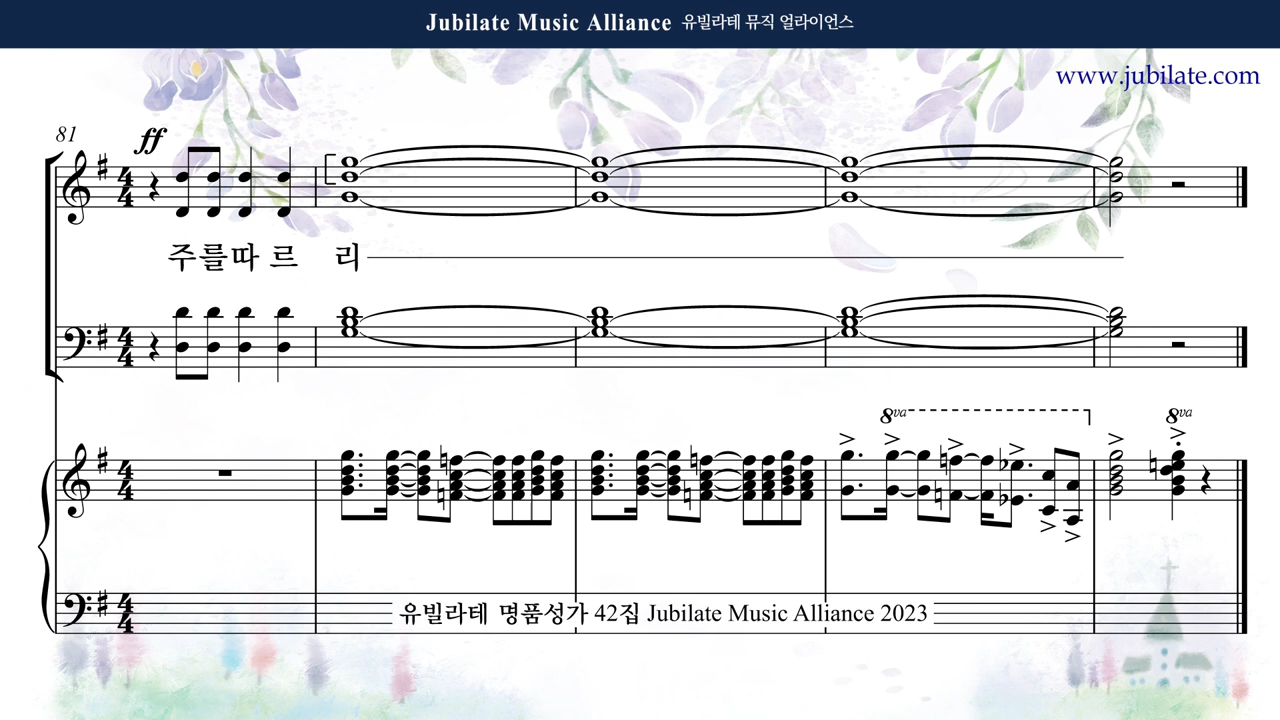 Jubilate Music Alliance 유빌라테 뮤직 얼라이언스
www.jubilate.com
81
ff
주를따 르 리
8va
8va
유빌라테 명품성가 42집 Jubilate Music Alliance 2023